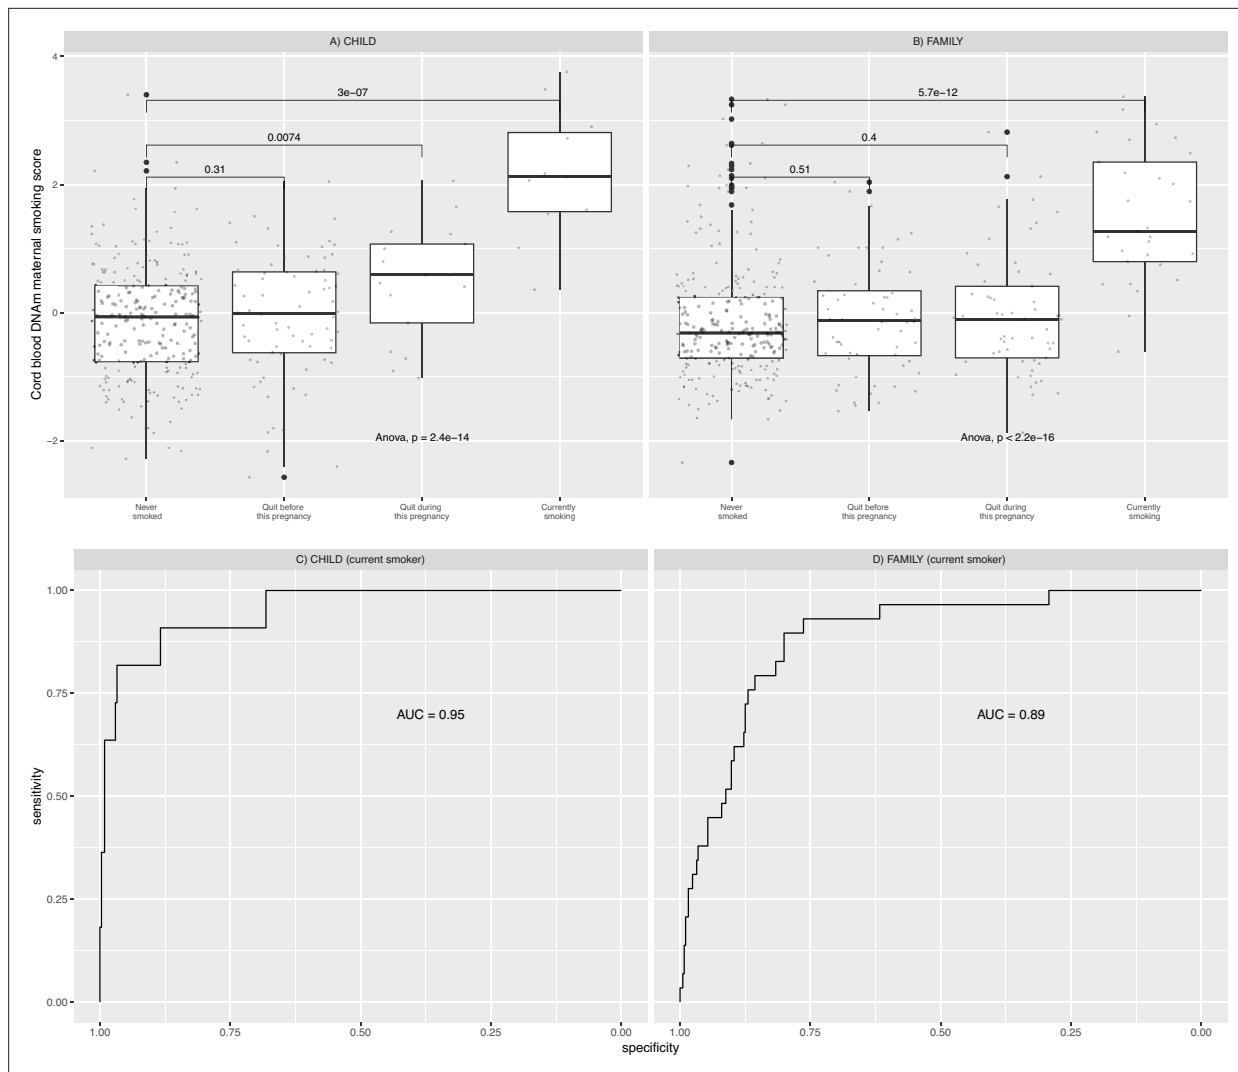 A) CHILD
B) FAMILY
Cord blood DNAm maternal smoking score
4
2
0
−2
3e−07
0.0074
0.31
Anova, p = 2.4e−14
5.7e−12
0.4
0.51
Anova, p < 2.2e−16
Never
smoked
Quit before
this pregnancy
Quit during
this pregnancy
Currently
smoking
Never
smoked
Quit before
this pregnancy
Quit during
this pregnancy
Currently
smoking
C) CHILD (current smoker)
D) FAMILY (current smoker)
sensitivity
1.00
0.75
0.50
0.25
0.00
AUC = 0.95
AUC = 0.89
1.00
0.75
0.50
0.25
0.00
1.00
0.75
0.50
0.25
0.00
specificity